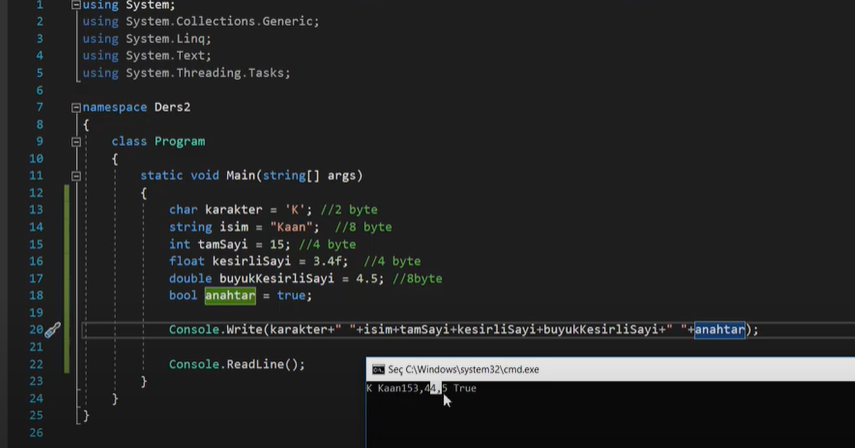 1 using System;
2 using System.Collections.Generic;
3 using System.Linq;
4 using System.Text;
5 using System.Threading.Tasks;
6
7 namespace Ders2
8 {
9 class Program
10 {
11 static void Main(string[] args)
12 {
13 char karakter = 'K'; //2 byte
14 string isim = "Kaan"; //8 byte
15 int tamSayi = 15; //4 byte
16 float kesirliSayi = 3.4f; //4 byte
17 double buyukKesirliSayi = 4.5; //8byte
18 bool anahtar = true;
19
20 Console.Write(karakter+" "+isim+tamSayi+kesirliSayi+buyukKesirliSayi+" "+anahtar);
21
22 Console.ReadLine();
23 }
24 }
25 }
26
Seç C:\Windows\system32\cmd.exe
K Kaan153,44,5 True